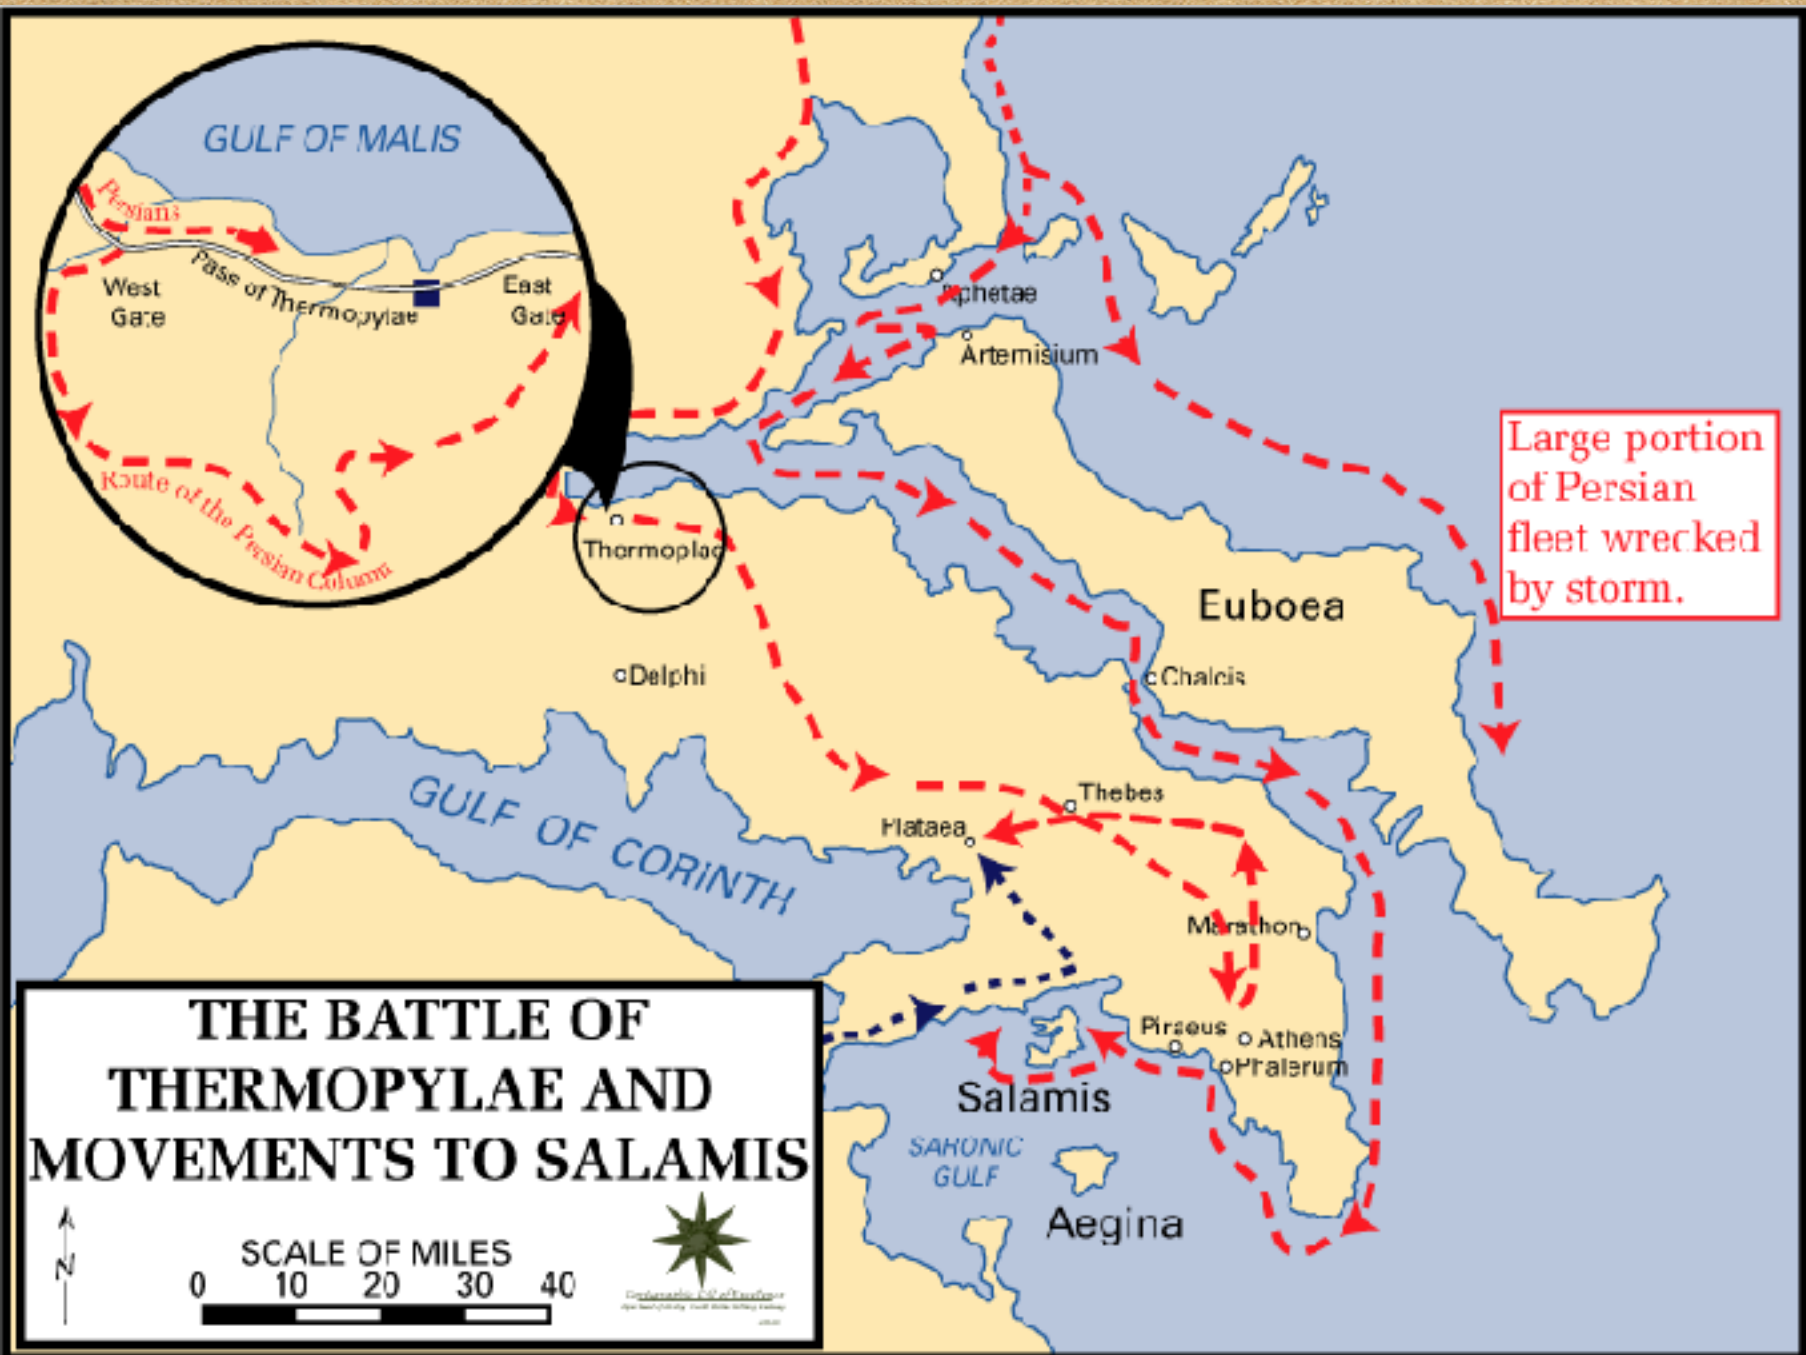 GULF OF MALIS
Persians
Pass of Thermopylae
West
Gate
East
Gate
Route of the Persian Column
Aphetae
Artemisium
Large portion
of Persian
fleet wrecked
by storm.
Thermoplae
Euboea
Delphi
Chalcis
GULF OF CORINTH
Thebes
Plataea
Marathon
Piraeus
Athens
Phalerum
Salamis
SARONIC
GULF
Aegina
THE BATTLE OF
THERMOPYLAE AND
MOVEMENTS TO SALAMIS
N
SCALE OF MILES
0 10 20 30 40